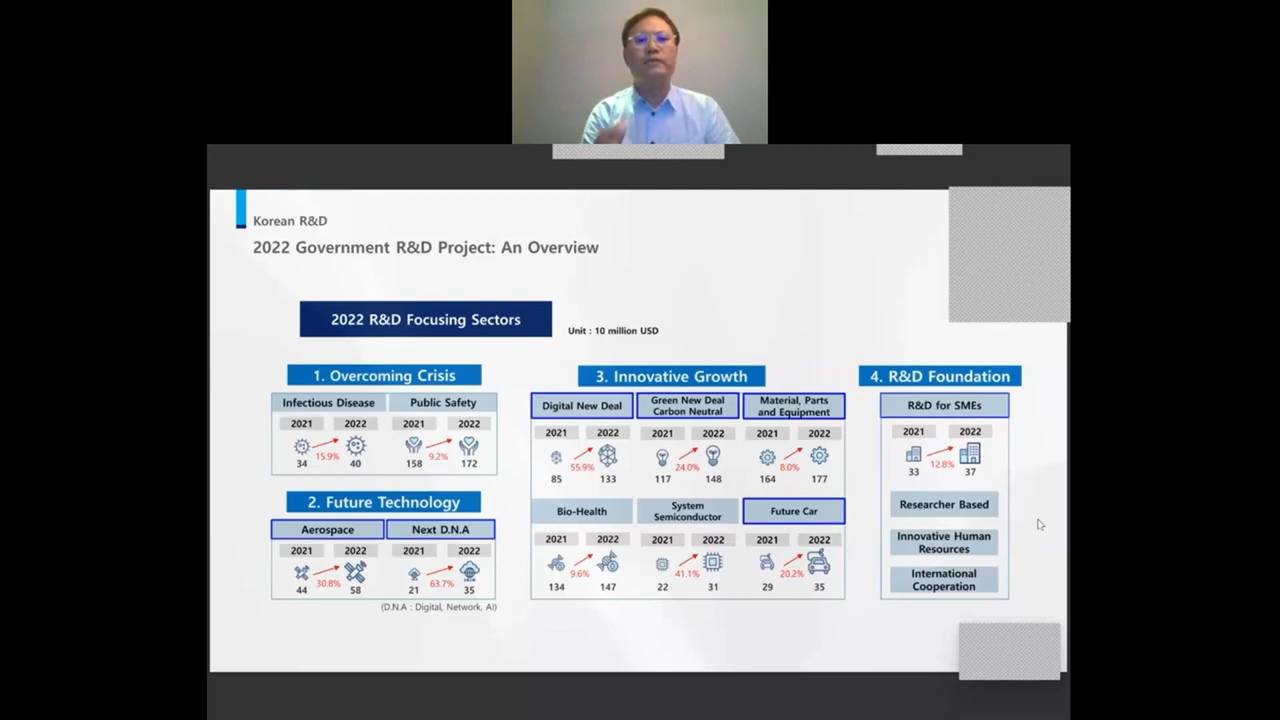 Korean R&D
2022 Government R&D Project: An Overview
2022 R&D Focusing Sectors
Unit : 10 million USD
1. Overcoming Crisis
Infectious Disease
Public Safety
2021
2022
2021
2022
15.9%
9.2%
34
40
158
172
2. Future Technology
Aerospace
Next D.N.A
2021
2022
2021
2022
30.8%
63.7%
44
58
21
35
(D.N.A : Digital, Network, AI)
3. Innovative Growth
Digital New Deal
Green New Deal
Carbon Neutral
Material, Parts
and Equipment
2021
2022
2021
2022
2021
2022
55.9%
24.0%
8.0%
85
133
117
148
164
177
Bio-Health
System
Semiconductor
Future Car
2021
2022
2021
2022
2021
2022
9.6%
41.1%
20.2%
134
147
22
31
29
35
4. R&D Foundation
R&D for SMEs
2021
2022
12.8%
33
37
Researcher Based
Innovative Human
Resources
International
Cooperation